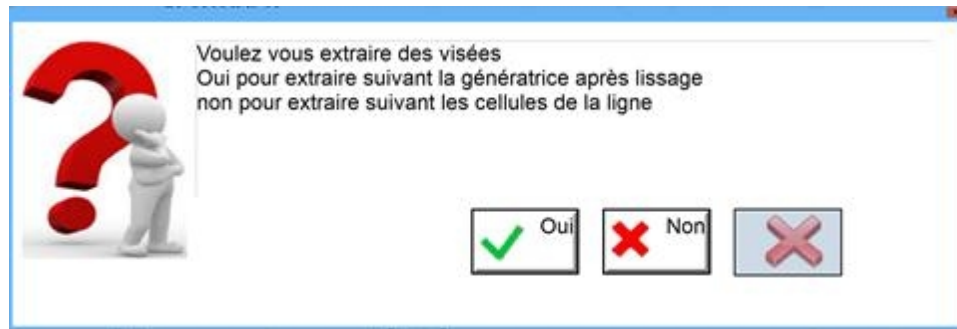 Voulez vous extraire des visées
Oui pour extraire suivant la génératrice après lissage
non pour extraire suivant les cellules de la ligne
Oui
Non